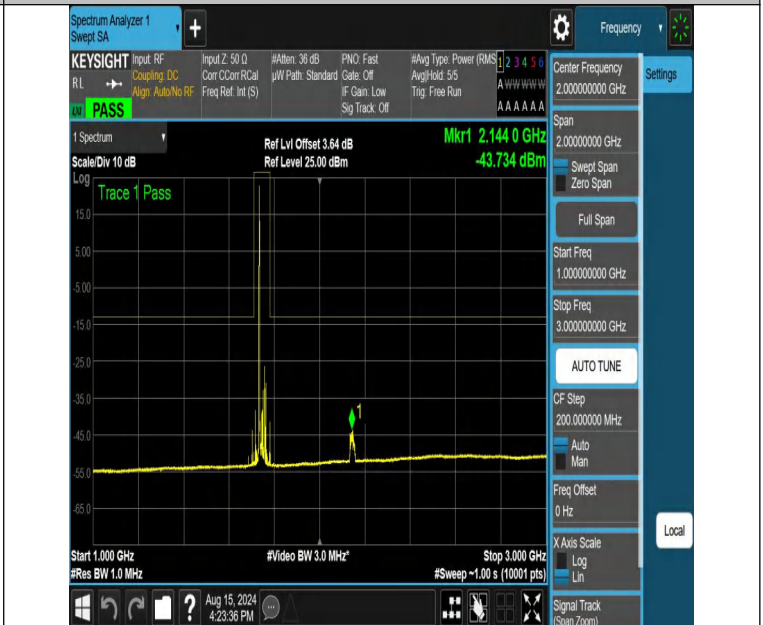 Spectrum Analyzer 1
Swept SA
+
Frequency
KEYSIGHT
RL
PASS
Input: RF
Coupling: DC
Align: Auto/No RF
Input Z: 50 Ω
Corr CCorr RCal
Freq Ref: Int (S)
#Atten: 36 dB
µW Path: Standard
PNO: Fast
Gate: Off
IF Gain: Low
Sig Track: Off
#Avg Type: Power (RMS
Avg|Hold: 5/5
Trig: Free Run
1 2 3 4 5 6
A W W W W W
A A A A A A
1 Spectrum
Scale/Div 10 dB
Ref Lvl Offset 3.64 dB
Ref Level 25.00 dBm
Mkr1 2.144 0 GHz
-43.734 dBm
Log
Trace 1 Pass
15.0
5.00
-5.00
-15.0
-25.0
-35.0
-45.0
-55.0
-65.0
1
Start 1.000 GHz
#Res BW 1.0 MHz
#Video BW 3.0 MHz*
Stop 3.000 GHz
#Sweep ~1.00 s (10001 pts)
Center Frequency
2.000000000 GHz
Settings
Span
2.00000000 GHz
Swept Span
Zero Span
Full Span
Start Freq
1.000000000 GHz
Stop Freq
3.000000000 GHz
AUTO TUNE
CF Step
200.000000 MHz
Auto
Man
Freq Offset
0 Hz
X Axis Scale
Log
Lin
Local
Signal Track
(Span Zoom)
?
Aug 15, 2024
4:23:36 PM